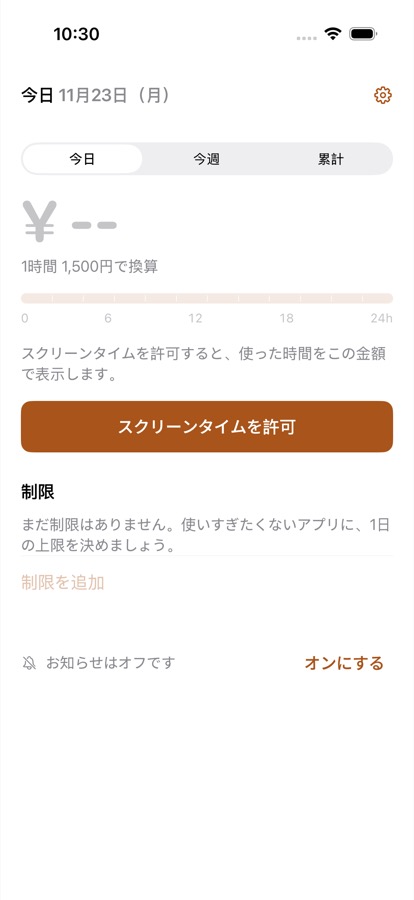 10:30
今日 11月23日（月）
今日 今週 累計
¥ --
1時間 1,500円で換算
0 6 12 18 24h
スクリーンタイムを許可すると、使った時間をこの金額
で表示します。
スクリーンタイムを許可
制限
まだ制限はありません。使いすぎたくないアプリに、1日
の上限を決めましょう。
制限を追加
お知らせはオフです オンにする